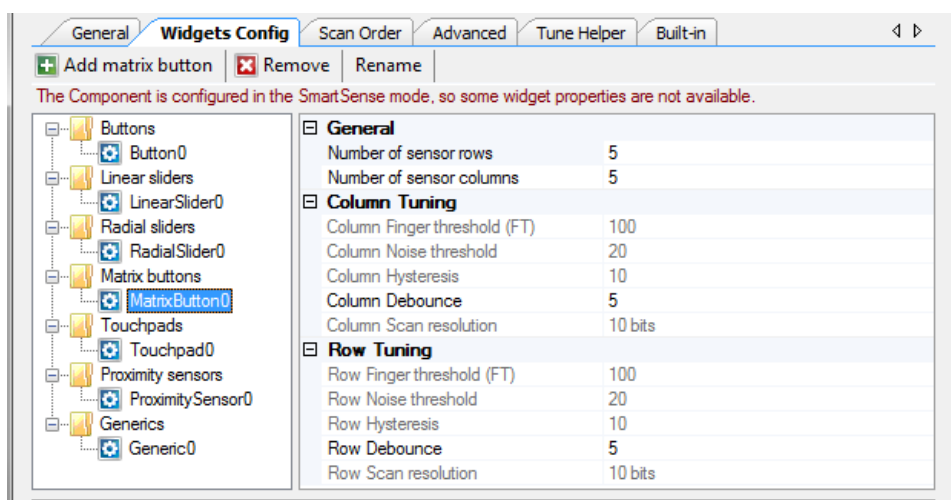 General Widgets Config Scan Order Advanced Tune Helper Built-in
Add matrix button Remove Rename
The Component is configured in the SmartSense mode, so some widget properties are not available.
Buttons
Button0
Linear sliders
LinearSlider0
Radial sliders
RadialSlider0
Matrix buttons
MatrixButton0
Touchpads
Touchpad0
Proximity sensors
ProximitySensor0
Generics
Generic0
General
Number of sensor rows 5
Number of sensor columns 5
Column Tuning
Column Finger threshold (FT) 100
Column Noise threshold 20
Column Hysteresis 10
Column Debounce 5
Column Scan resolution 10 bits
Row Tuning
Row Finger threshold (FT) 100
Row Noise threshold 20
Row Hysteresis 10
Row Debounce 5
Row Scan resolution 10 bits